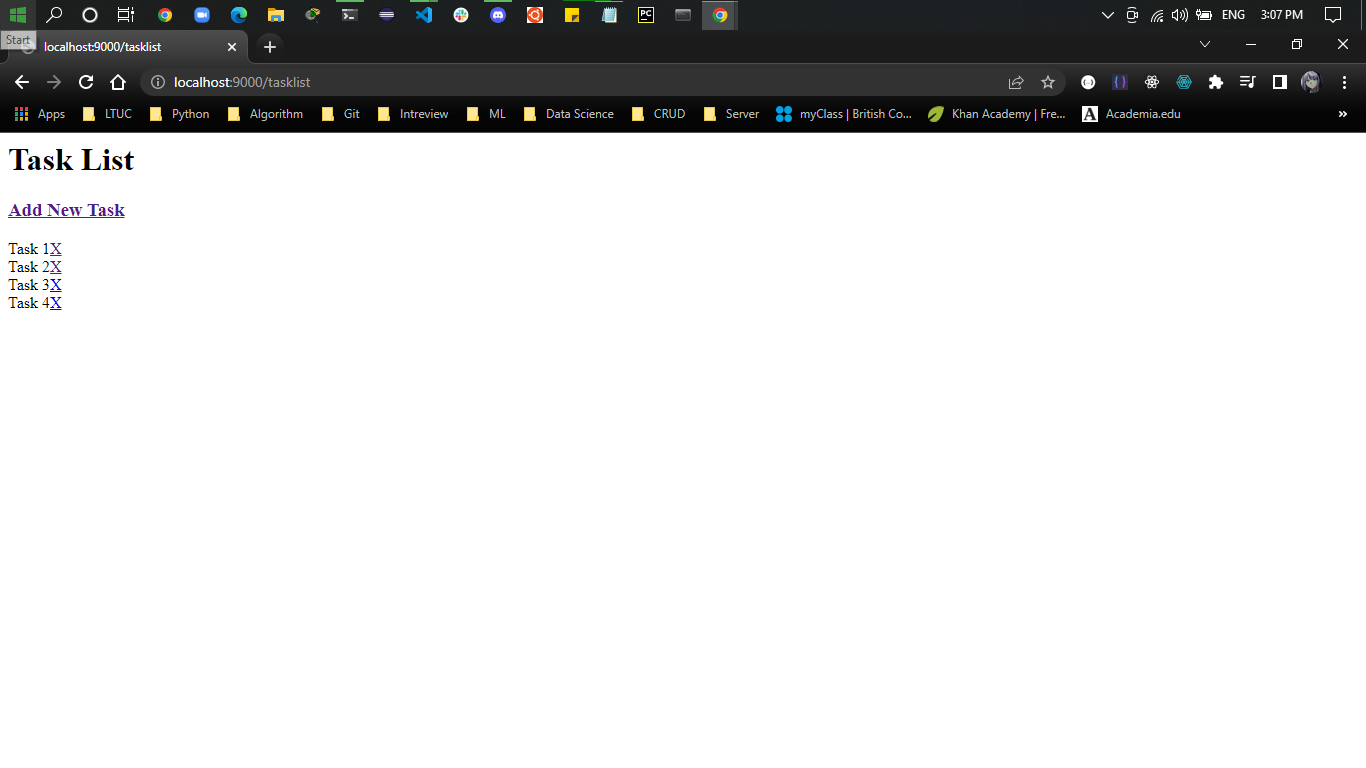 ENG 3:07 PM
Start
localhost:9000/tasklist
localhost:9000/tasklist
Apps LTUC Python Algorithm Git Intreview ML Data Science CRUD Server myClass | British Co... Khan Academy | Fre... Academia.edu
Task List
Add New Task
Task 1X
Task 2X
Task 3X
Task 4X